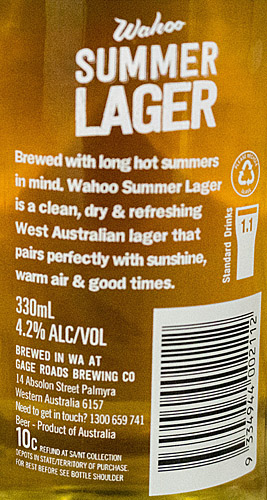 Wahoo
SUMMER
LAGER
Brewed with long hot summers
in mind. Wahoo Summer Lager
is a clean, dry & refreshing
West Australian lager that
pairs perfectly with sunshine,
warm air & good times.
PLEASE RECYCLE
Glass
Standard Drinks
1.1
330mL
4.2% ALC/VOL
BREWED IN WA AT
GAGE ROADS BREWING CO
14 Absolon Street Palmyra
Western Australia 6157
Need to get in touch? 1300 659 741
Beer - Product of Australia
10c REFUND AT SA/NT COLLECTION
DEPOTS IN STATE/TERRITORY OF PURCHASE.
FOR BEST BEFORE SEE BOTTLE SHOULDER
9 334944 002112